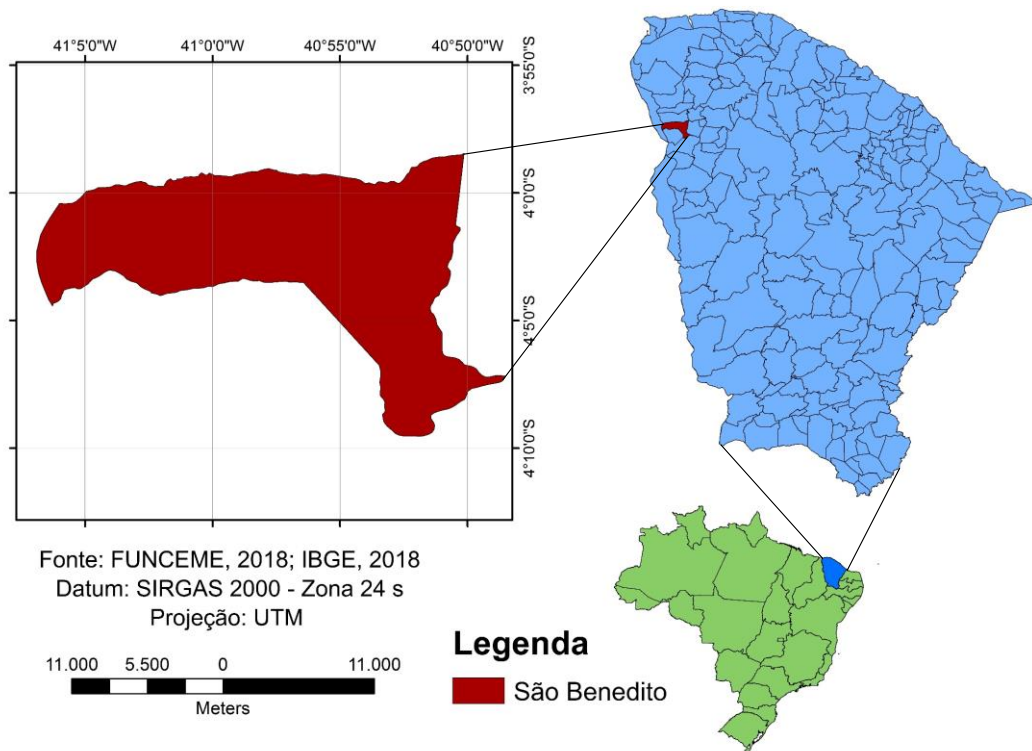 41°5'0"W 41°0'0"W 40°55'0"W 40°50'0"W
3°55'0"S
4°0'0"S
4°5'0"S
4°10'0"S
Fonte: FUNCEME, 2018; IBGE, 2018
Datum: SIRGAS 2000 - Zona 24 s
Projeção: UTM
11.000 5.500 0 11.000
Meters
Legenda
São Benedito